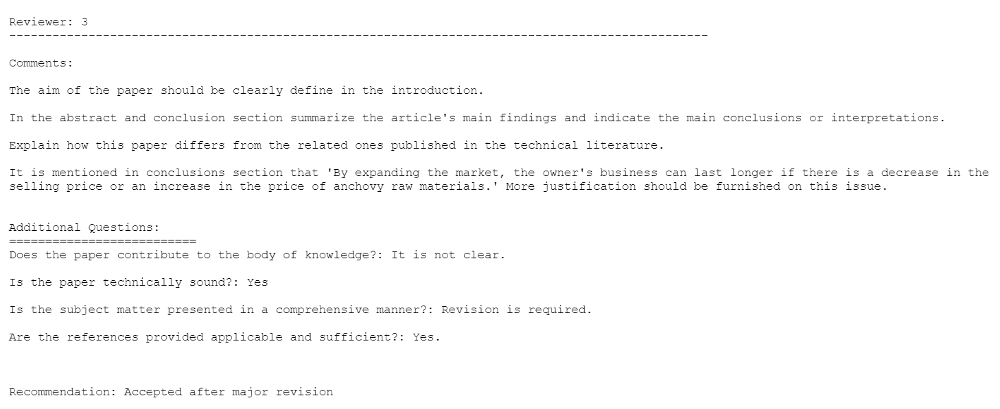 Reviewer: 3
-------------------------------------------------------------------------------------------------
Comments:
The aim of the paper should be clearly define in the introduction.
In the abstract and conclusion section summarize the article's main findings and indicate the main conclusions or interpretations.
Explain how this paper differs from the related ones published in the technical literature.
It is mentioned in conclusions section that 'By expanding the market, the owner's business can last longer if there is a decrease in the
selling price or an increase in the price of anchovy raw materials.' More justification should be furnished on this issue.
Additional Questions:
==========================
Does the paper contribute to the body of knowledge?: It is not clear.
Is the paper technically sound?: Yes
Is the subject matter presented in a comprehensive manner?: Revision is required.
Are the references provided applicable and sufficient?: Yes.
Recommendation: Accepted after major revision